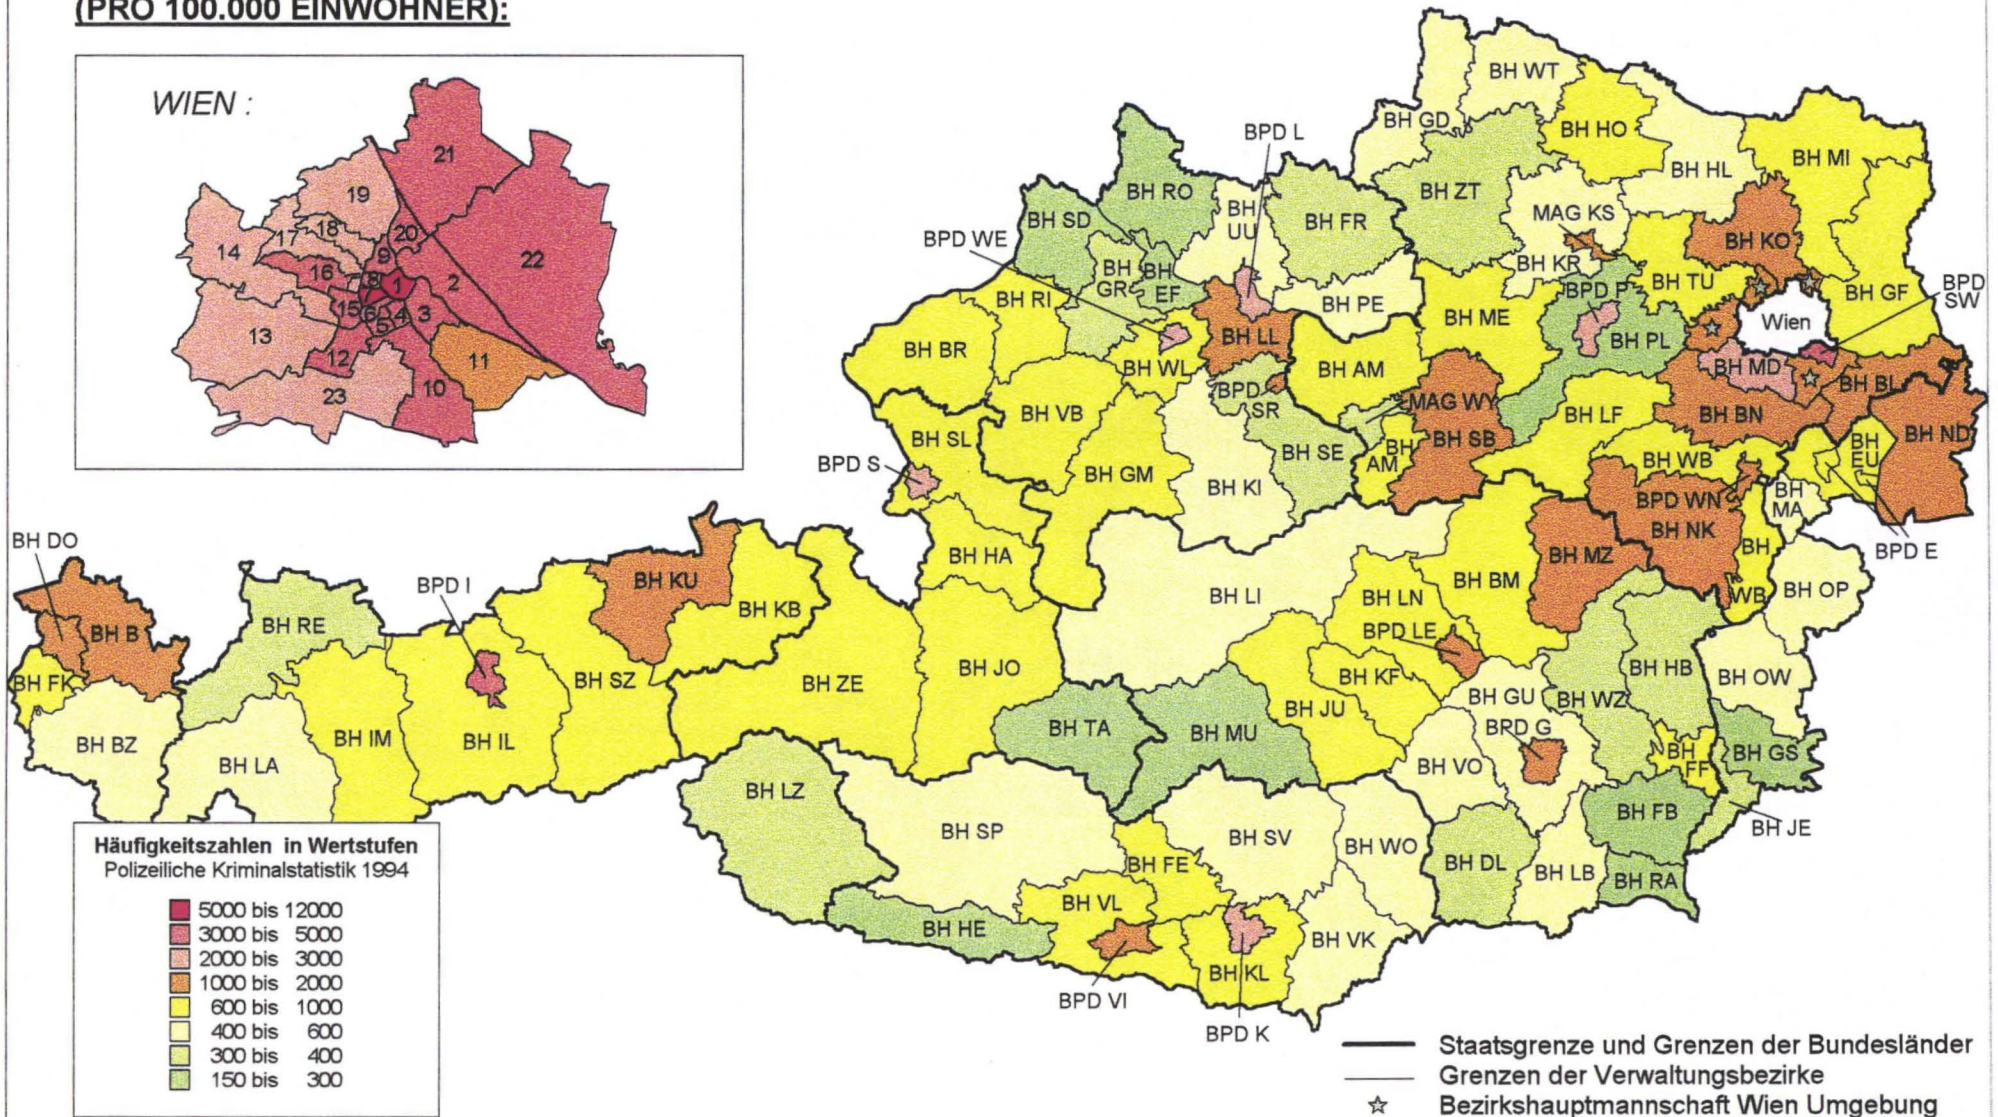 (PRO 100.000 EINWOHNER):
WIEN :
21
19
18
17
20
14
9
22
16
8
1
2
15
6
4
3
5
13
12
11
10
23
BH WT
BH GD
BPD L
BH HO
BH MI
BH HL
BH RO
BH ZT
BH SD
BH
UU
BH FR
MAG KS
BPD WE
BH KO
BH
GR
BH
EF
BH KR
BPD P
BH TU
BH RI
BH PE
BH GF
BPD
SW
BH ME
Wien
BH LL
BH PL
BH BR
BH WL
BH AM
BH MD
BH BL
BPD
SR
MAG WY
BH VB
BH LF
BH BN
BH SL
BH SB
BH ND
BH
EU
BH SE
BH
AM
BPD S
BH GM
BH WB
BH KI
BPD WN
BH
MA
BH NK
BH DO
BH HA
BH MZ
BH
WB
BPD E
BPD I
BH KU
BH BM
BH KB
BH LI
BH LN
BH OP
BH RE
BH B
BPD LE
BH JO
BH HB
BH FK
BH SZ
BH ZE
BH KF
BH OW
BH GU
BH WZ
BH JU
BH BZ
BH IM
BH IL
BH TA
BH MU
BPD G
BH LA
BH VO
BH
FF
BH GS
BH LZ
BH FB
BH SP
BH SV
BH WO
BH JE
BH FE
BH DL
BH LB
BH RA
BH VL
BH HE
BH VK
BH KL
BPD VI
BPD K
Häufigkeitszahlen in Wertstufen
Polizeiliche Kriminalstatistik 1994
5000 bis 12000
3000 bis 5000
2000 bis 3000
1000 bis 2000
600 bis 1000
400 bis 600
300 bis 400
150 bis 300
Staatsgrenze und Grenzen der Bundesländer
Grenzen der Verwaltungsbezirke
Bezirkshauptmannschaft Wien Umgebung